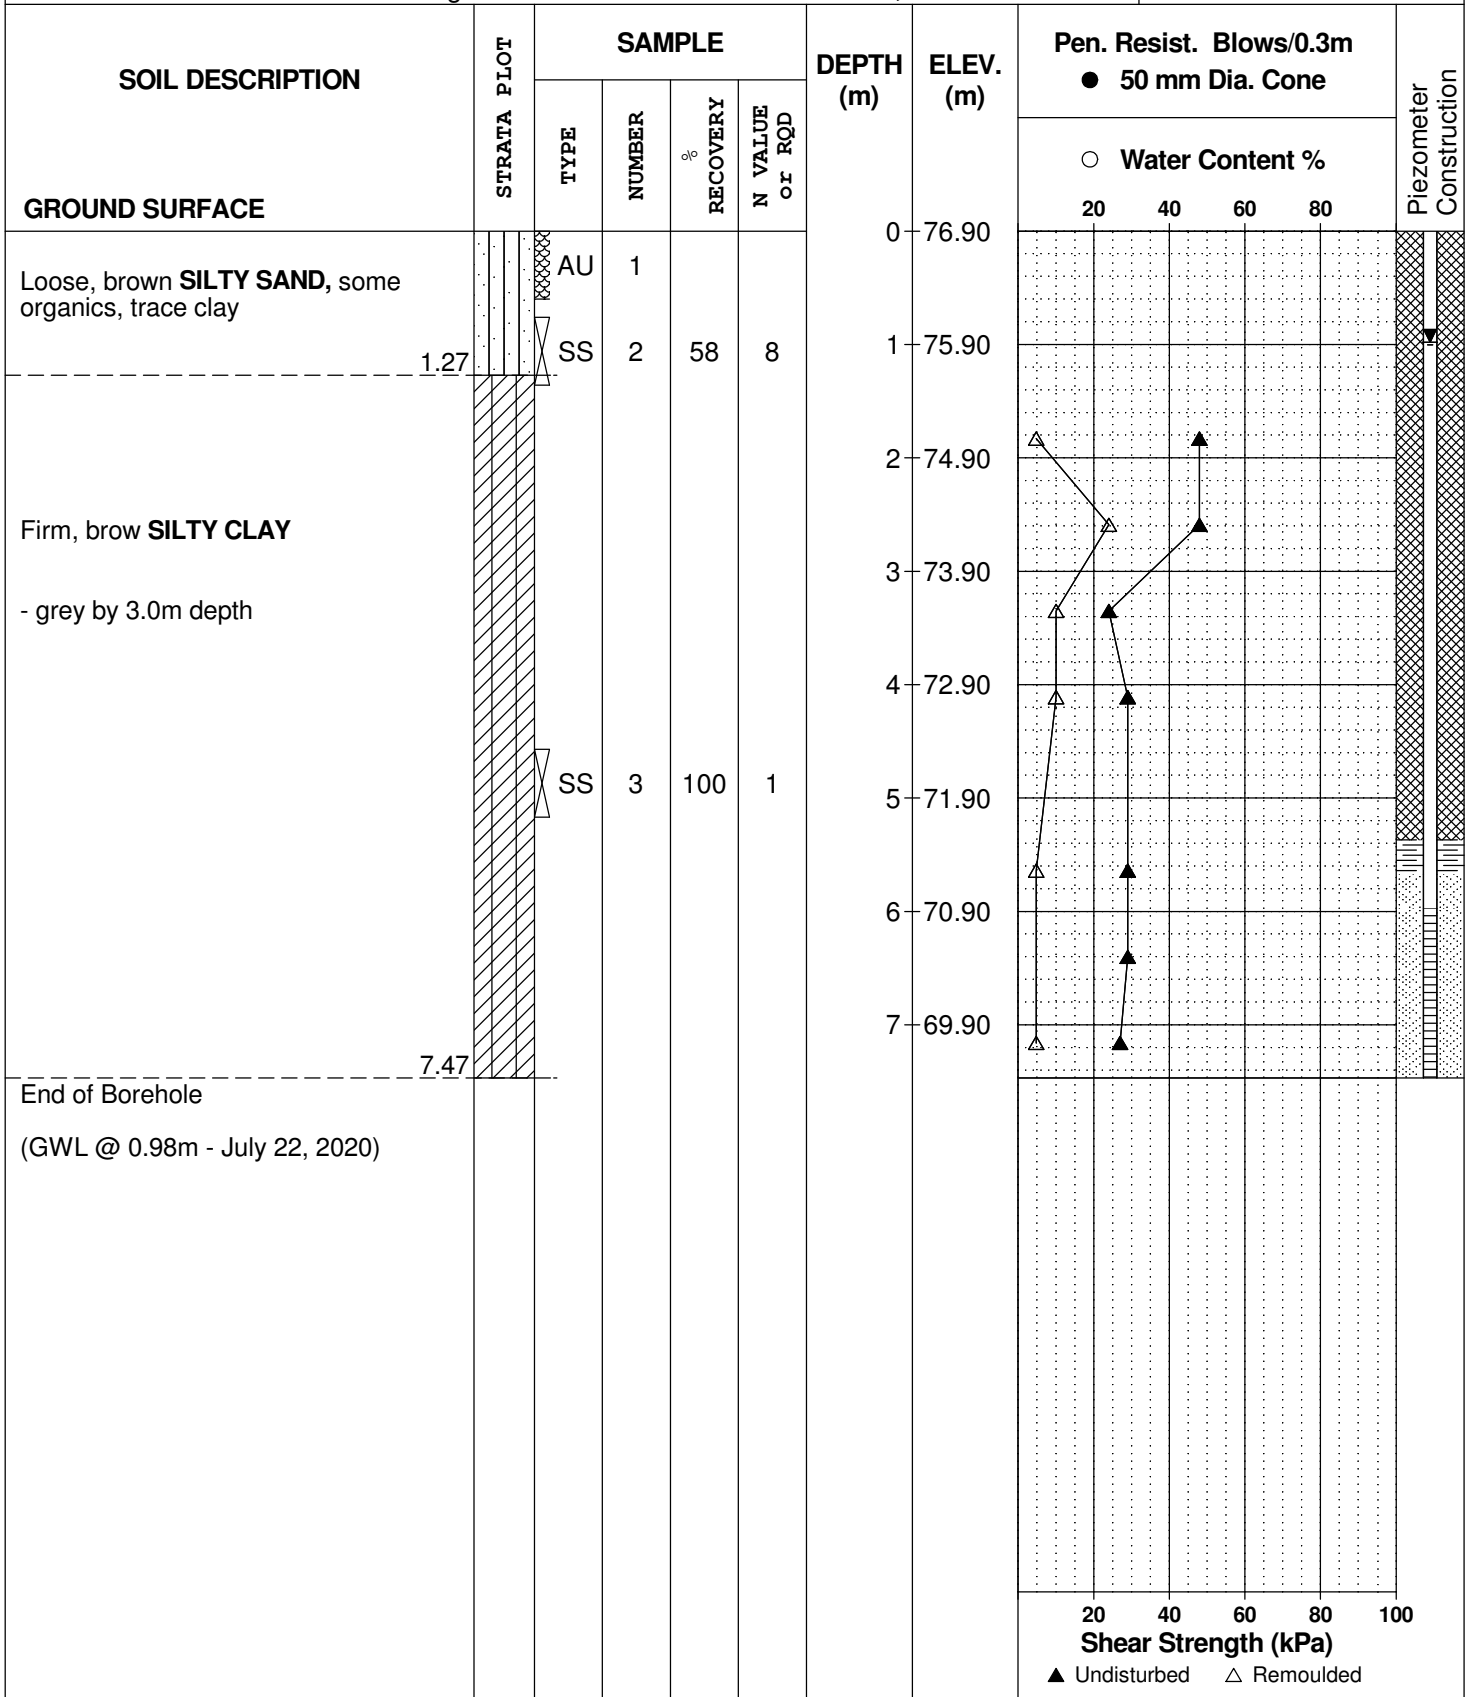 SOIL DESCRIPTION
GROUND SURFACE
STRATA PLOT
SAMPLE
TYPE
NUMBER
%
RECOVERY
N VALUE
or RQD
DEPTH
(m)
ELEV.
(m)
Pen. Resist. Blows/0.3m
● 50 mm Dia. Cone
○ Water Content %
20 40 60 80
Piezometer
Construction
0 76.90
Loose, brown SILTY SAND, some
organics, trace clay
AU 1
1.27
SS 2 58 8
1 75.90
2 74.90
Firm, brow SILTY CLAY
3 73.90
- grey by 3.0m depth
4 72.90
SS 3 100 1
5 71.90
6 70.90
7 69.90
7.47
End of Borehole
(GWL @ 0.98m - July 22, 2020)
20 40 60 80 100
Shear Strength (kPa)
▲ Undisturbed △ Remoulded